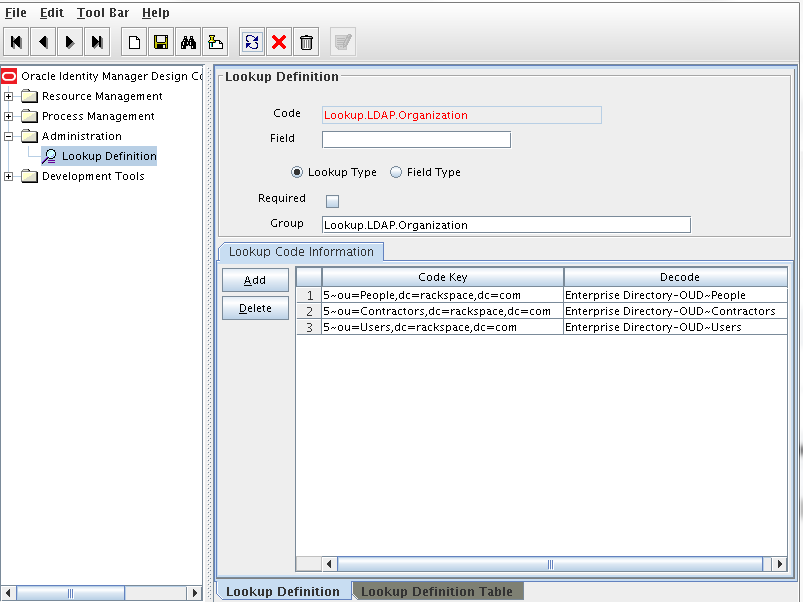 File Edit Tool Bar Help
Oracle Identity Manager Design Co
Resource Management
Process Management
Administration
Lookup Definition
Development Tools
Lookup Definition
Code Lookup.LDAP.Organization
Field
Lookup Type Field Type
Required
Group Lookup.LDAP.Organization
Lookup Code Information
Add
Delete
Code Key Decode
1 5~ou=People,dc=rackspace,dc=com Enterprise Directory-OUD~People
2 5~ou=Contractors,dc=rackspace,dc=com Enterprise Directory-OUD~Contractors
3 5~ou=Users,dc=rackspace,dc=com Enterprise Directory-OUD~Users
Lookup Definition Lookup Definition Table